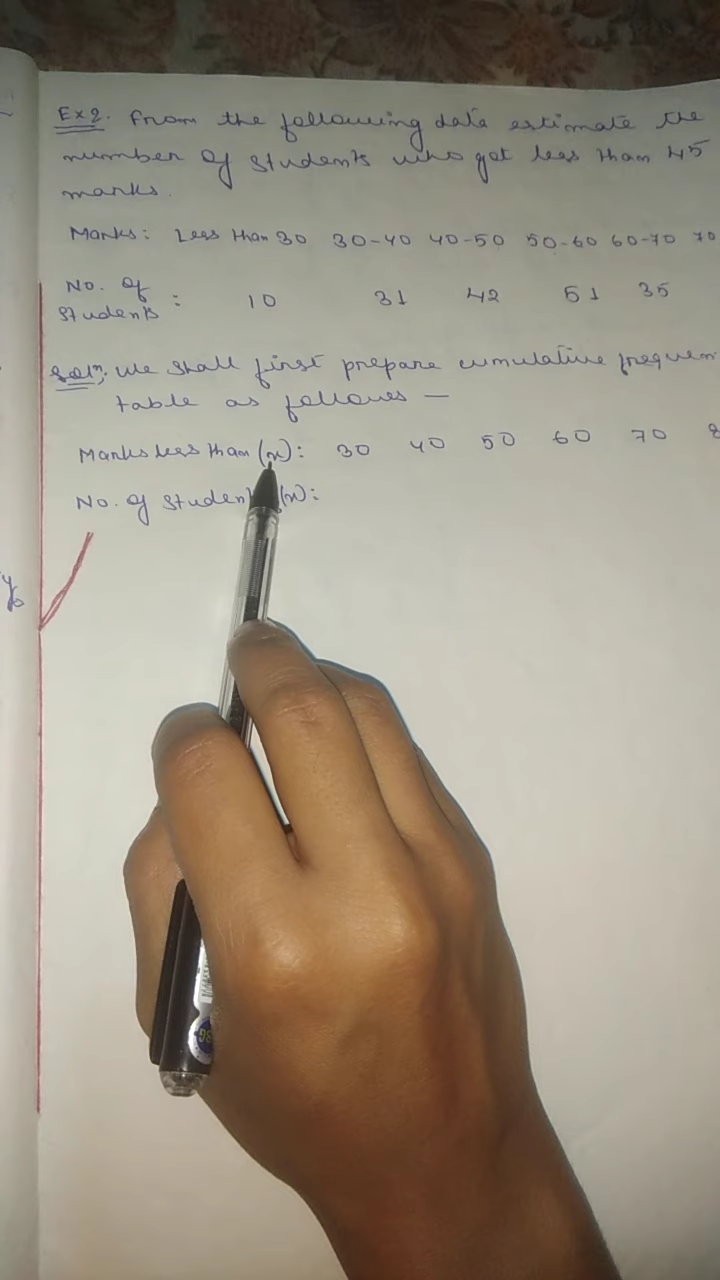 Ex 2. From the following data estimate the
number of students who got less than 45
marks.
Marks: Less than 30 30-40 40-50 50-60 60-70 70
No. of
students : 10 31 42 51 35
Soln: We shall first prepare cumulative frequen
table as follows —
Marks less than (x): 30 40 50 60 70 8
No. of student (x):